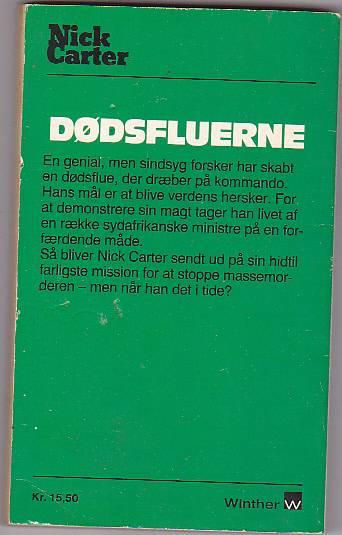 Nick
Carter
DØDSFLUERNE
En genial, men sindsyg forsker har skabt
en dødsflue, der dræber på kommando.
Hans mål er at blive verdens hersker. For
at demonstrere sin magt tager han livet af
en række sydafrikanske ministre på en for-
færdende måde.
Så bliver Nick Carter sendt ud på sin hidtil
farligste mission for at stoppe massemor-
deren – men når han det i tide?
Kr. 15,50
Winther W